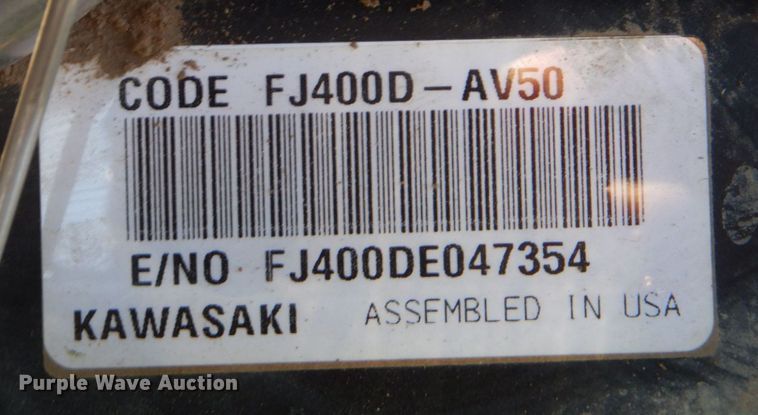 CODE FJ400D-AV50
E/NO FJ400DE047354
KAWASAKI ASSEMBLED IN USA
Purple Wave Auction